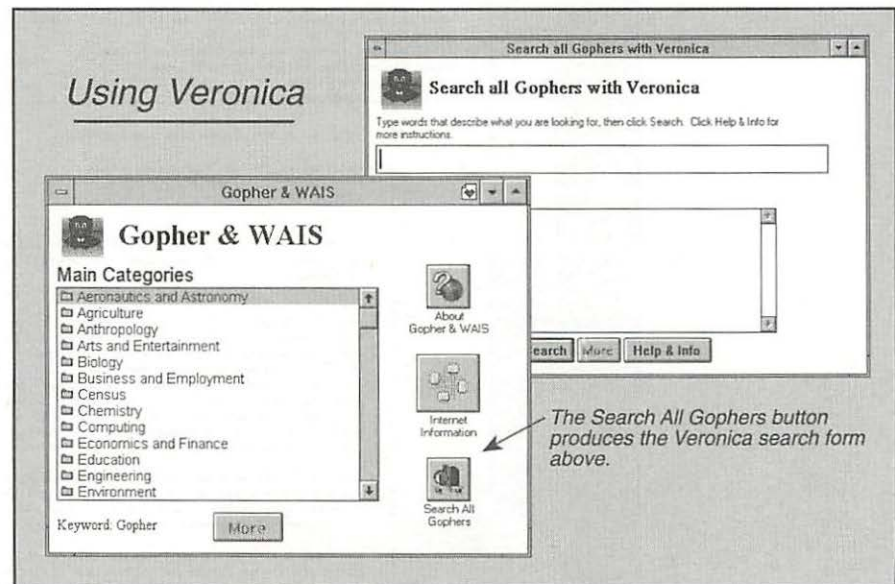 Using Veronica
Search all Gophers with Veronica
Search all Gophers with Veronica
Type words that describe what you are looking for, then click Search. Click Help & Info for
more instructions.
earch
More
Help & Info
Gopher & WAIS
Gopher & WAIS
Main Categories
Aeronautics and Astronomy
Agriculture
Anthropology
Arts and Entertainment
Biology
Business and Employment
Census
Chemistry
Computing
Economics and Finance
Education
Engineering
Environment
Keyword: Gopher
More
About
Gopher & WAIS
Internet
Information
Search All
Gophers
The Search All Gophers button
produces the Veronica search form
above.